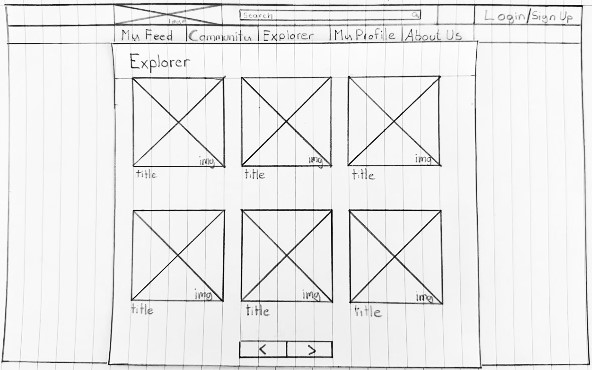 logo Search Login/Sign Up
My Feed Community Explorer My Profile About Us
Explorer
img img img
title title title
img img img
title title title
< >